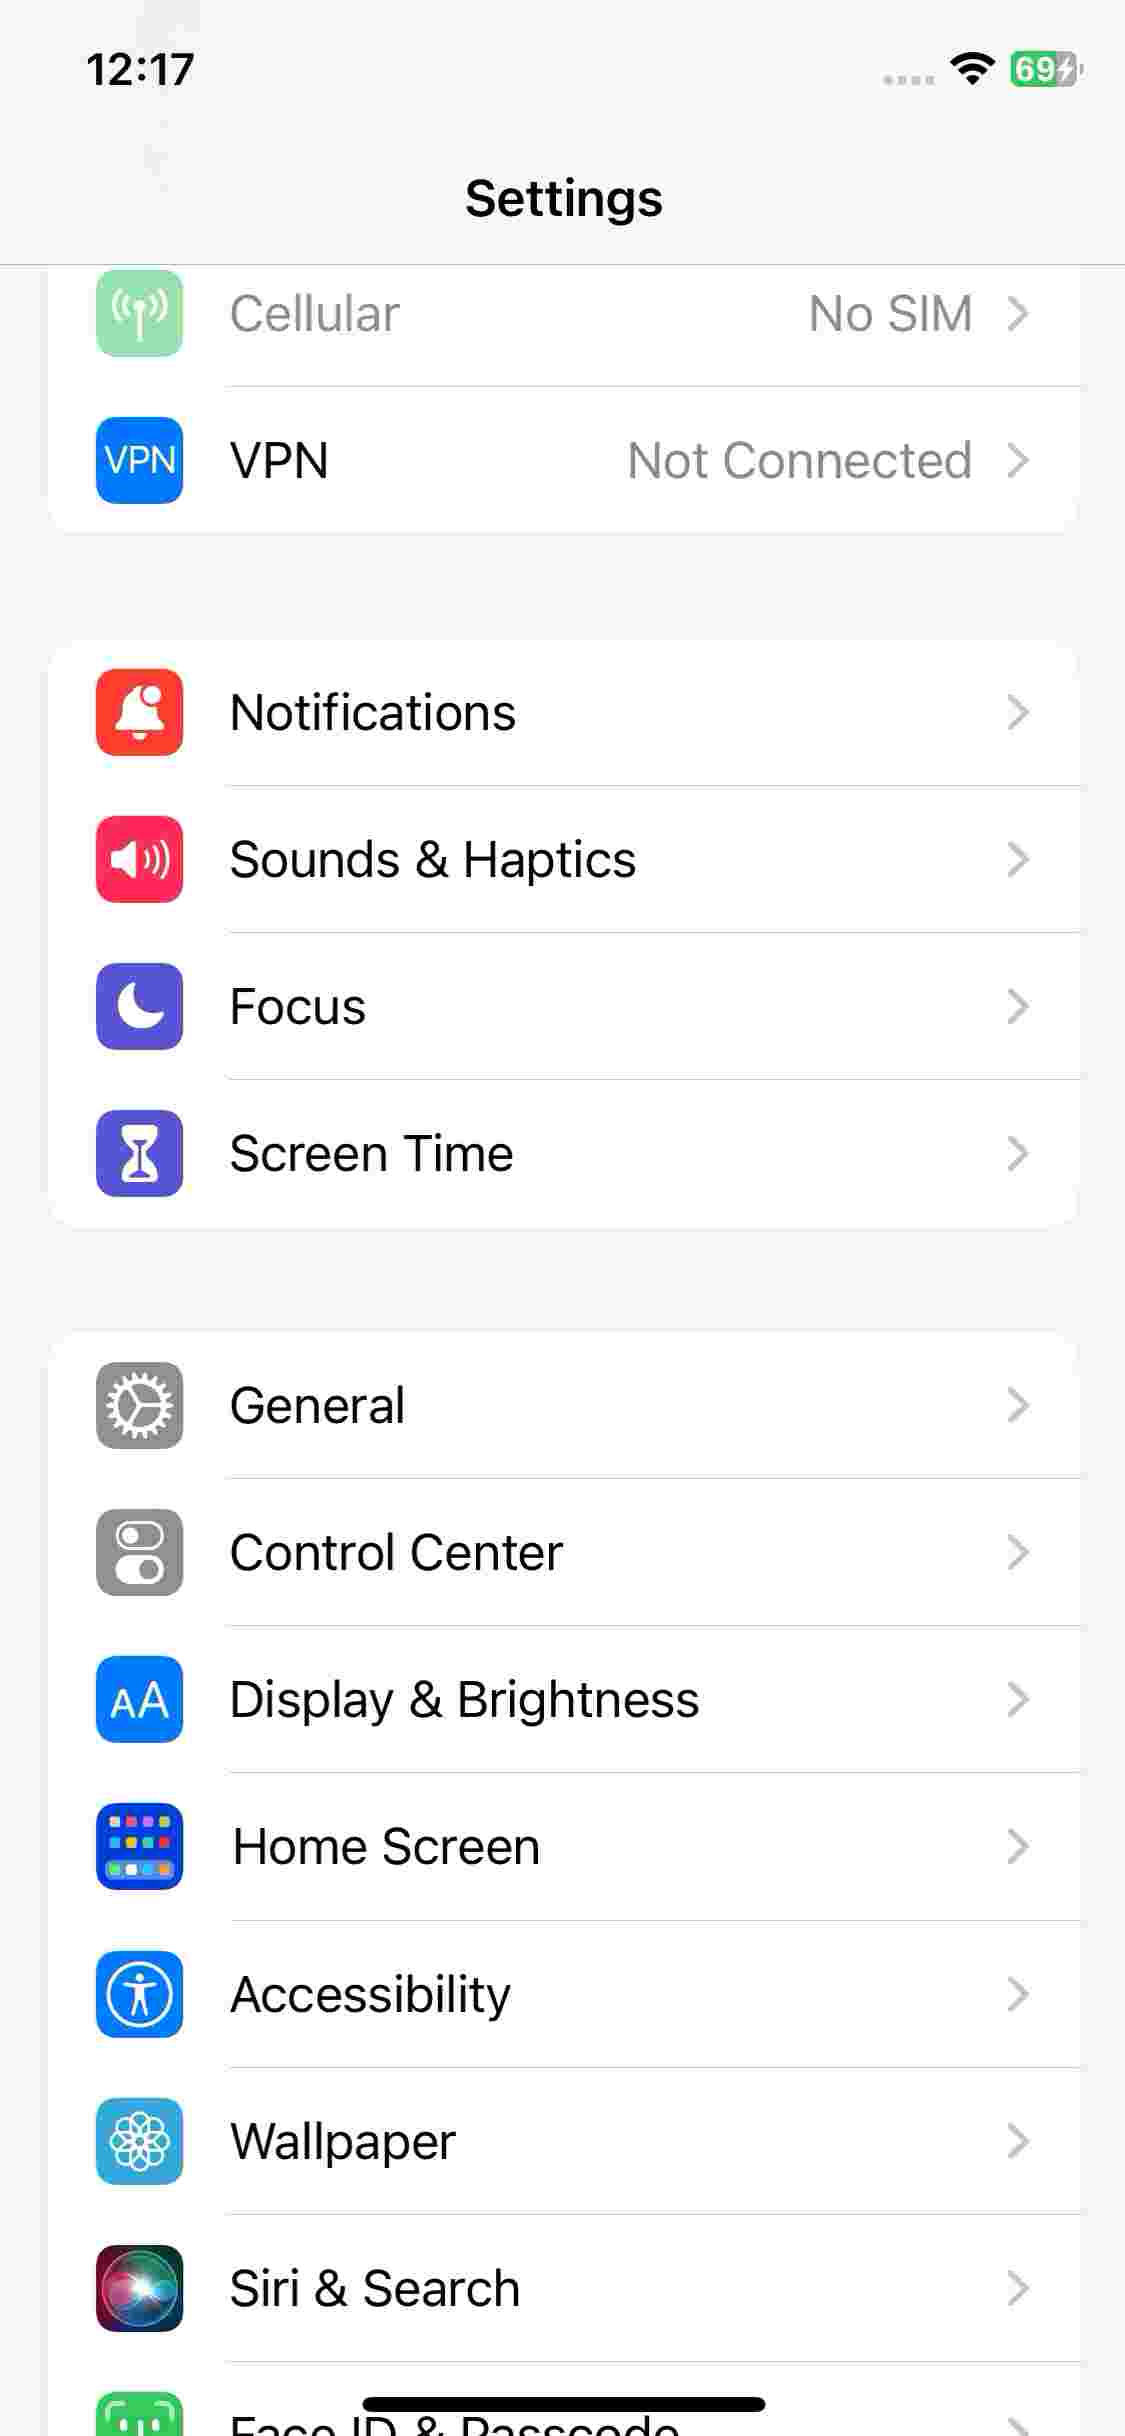 12:17
69
Settings
Cellular No SIM
VPN VPN Not Connected
Notifications
Sounds & Haptics
Focus
Screen Time
General
Control Center
AA Display & Brightness
Home Screen
Accessibility
Wallpaper
Siri & Search
Face ID & Passcode